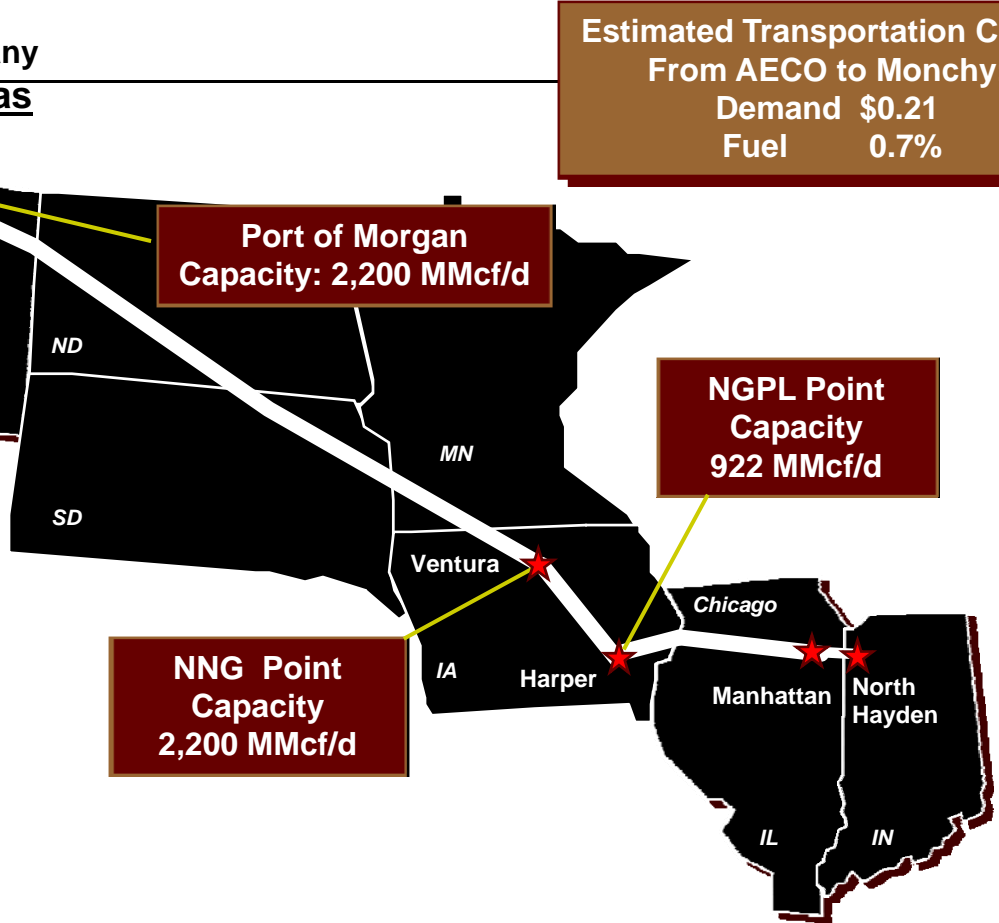 Estimated Transportation
From AECO to Monchy
Demand $0.21
Fuel 0.7%
Port of Morgan
Capacity: 2,200 MMcf/d
ND
NGPL Point
Capacity
922 MMcf/d
MN
SD
Ventura
Chicago
NNG Point
Capacity
2,200 MMcf/d
IA
Harper
Manhattan
North
Hayden
IL
IN